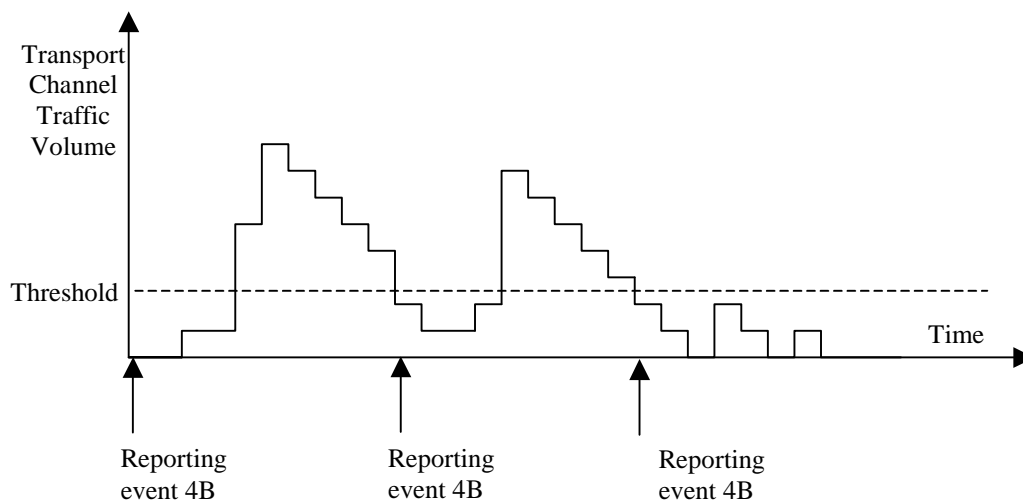 Transport
Channel
Traffic
Volume
Threshold
Time
Reporting
event 4B
Reporting
event 4B
Reporting
event 4B